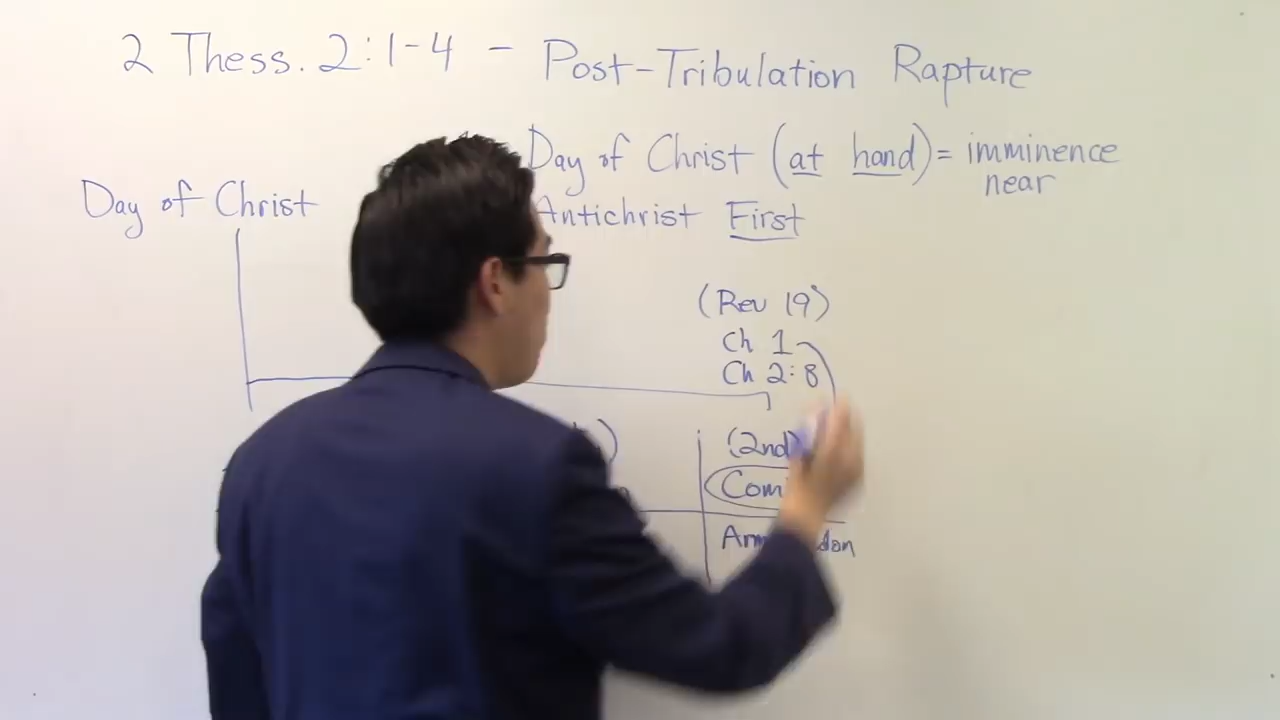 2 Thess. 2:1-4 - Post-Tribulation Rapture
Day of Christ (at hand) = imminence
near
Day of Christ
Antichrist First
(Rev 19)
Ch 1
Ch 2:8
(2nd)